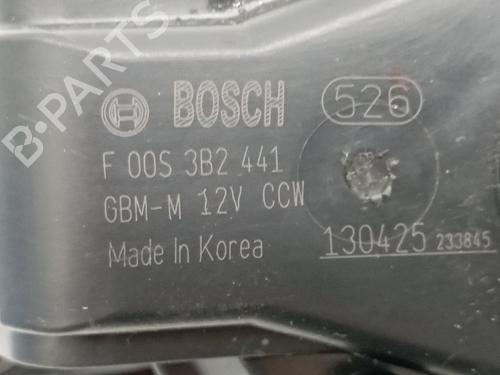 B-PARTS
BOSCH 526
F 00S 3B2 441
GBM-M 12V CCW
Made In Korea 130425 233845